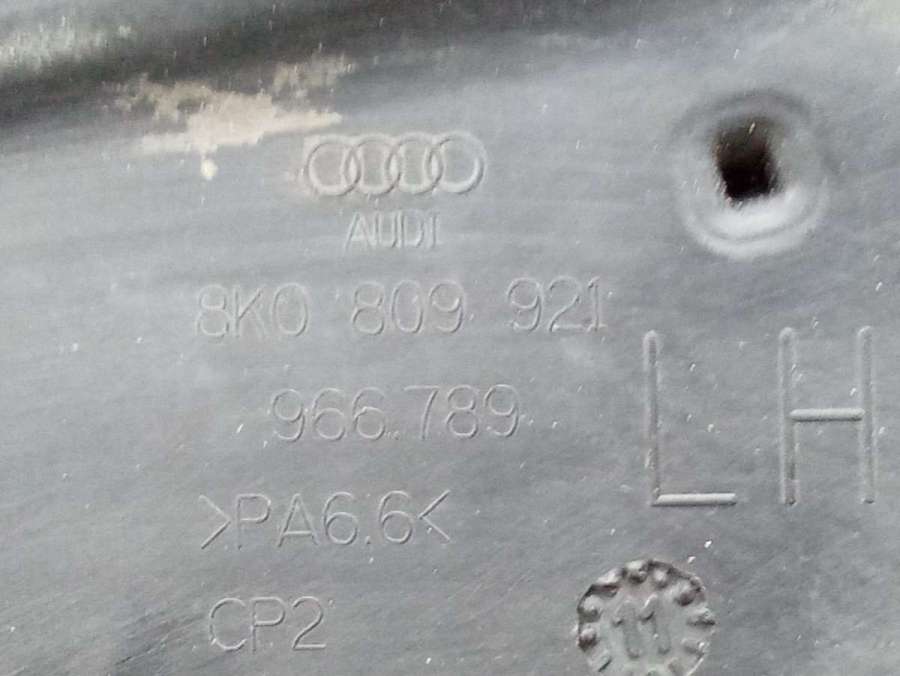 AUDI
8K0 809 921
966.789
LH
>PA6.6<
CP2
11